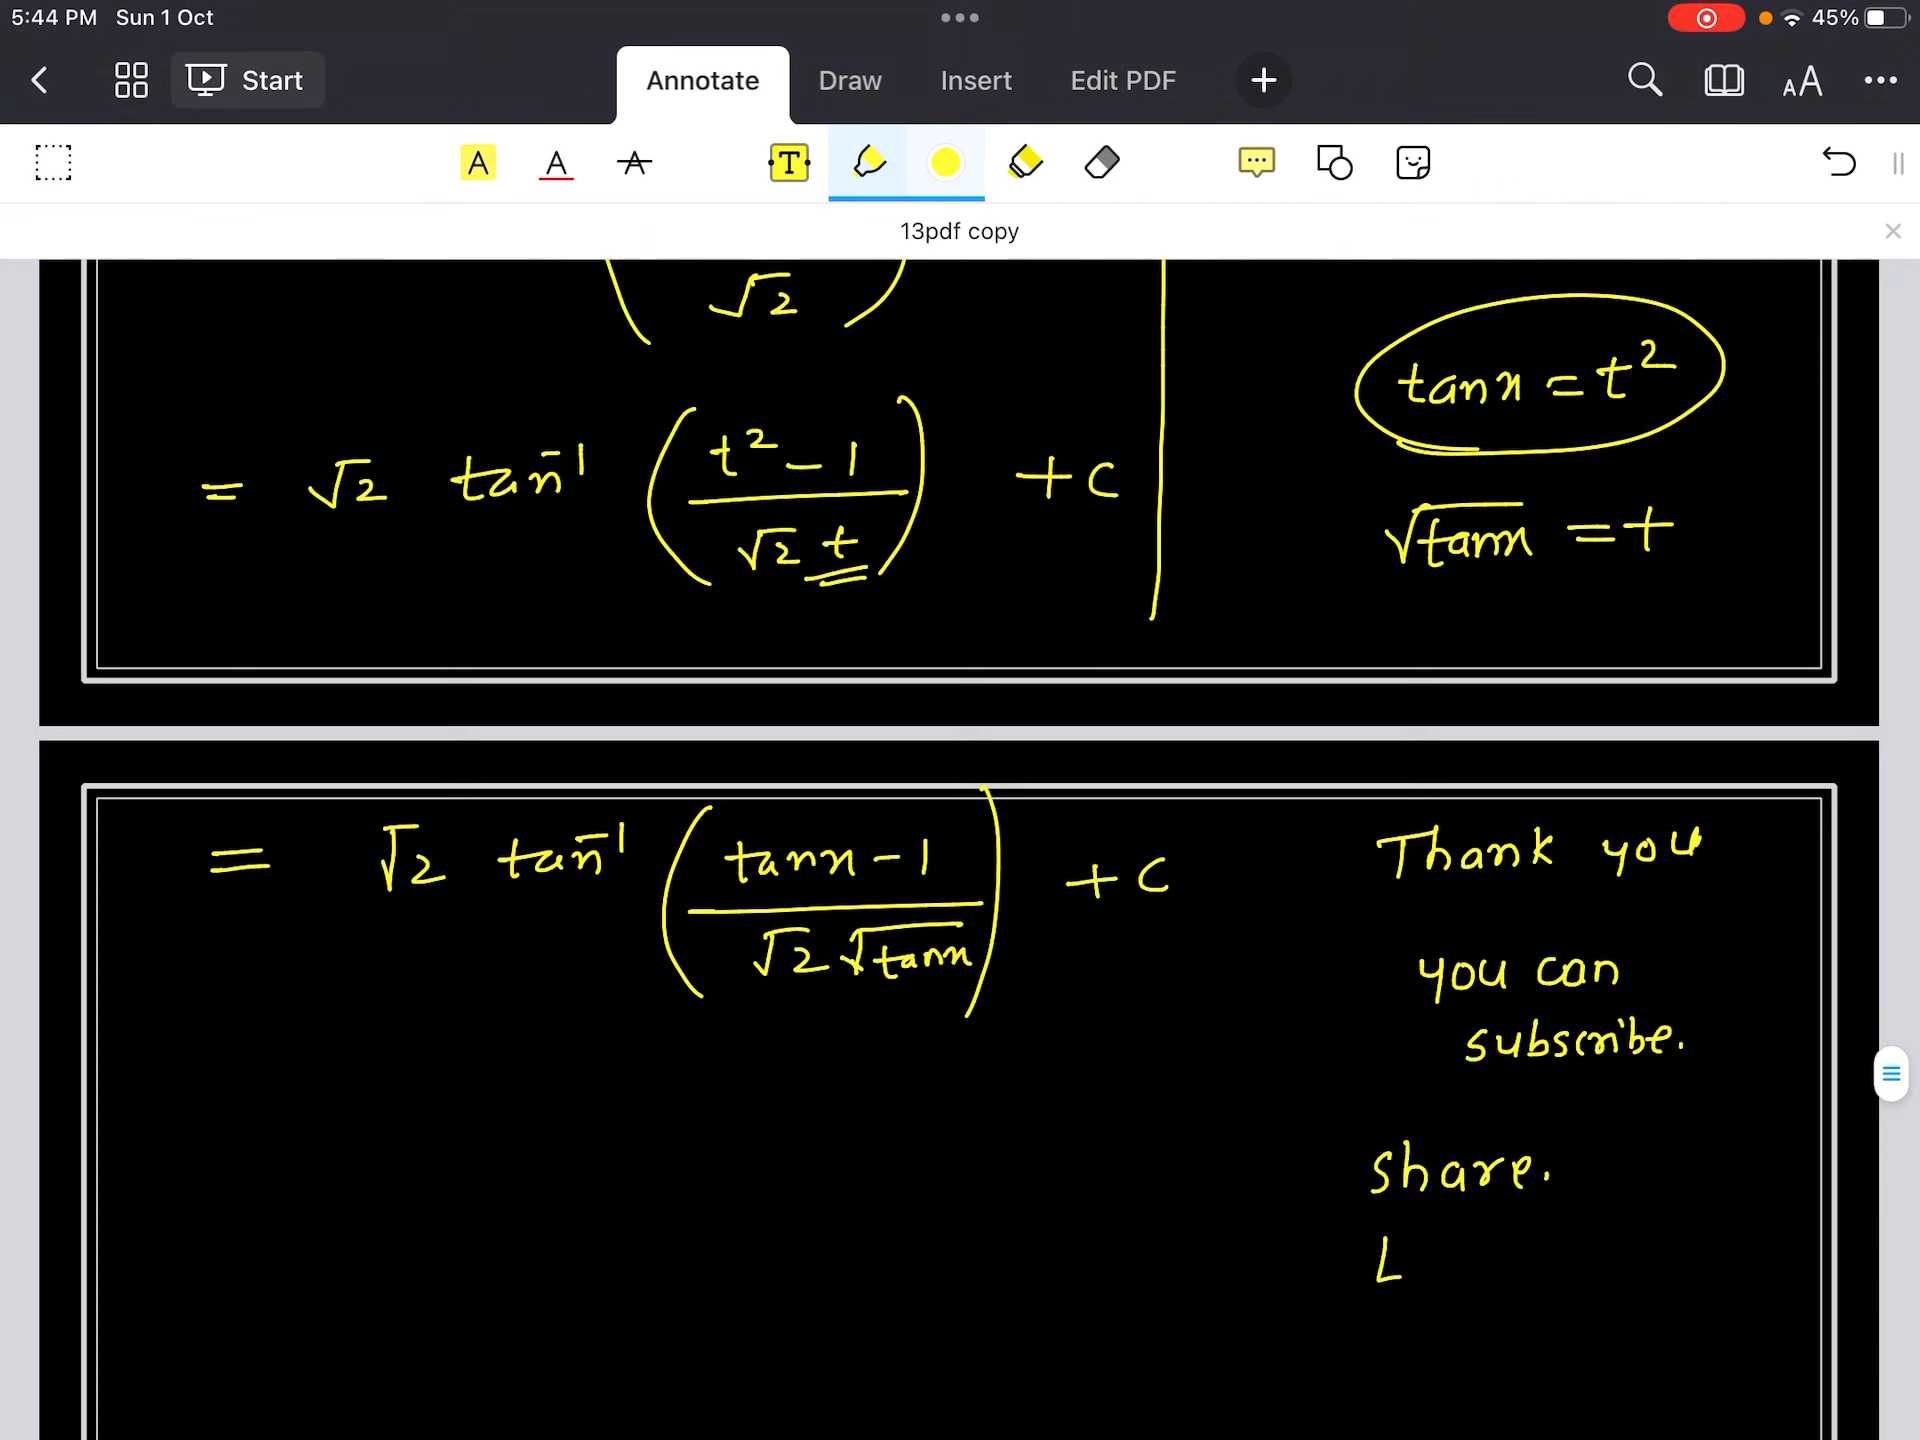 5:44 PM Sun 1 Oct
45%
Start Annotate Draw Insert Edit PDF
A A A T
AA
13pdf copy
√2
tanx = t²
= √2 tan⁻¹ ( t² − 1 / √2 t ) + c
√tanx = t
= √2 tan⁻¹ ( tanx − 1 / √2 √tanx ) + c
Thank you
you can
subscribe.
share.
L